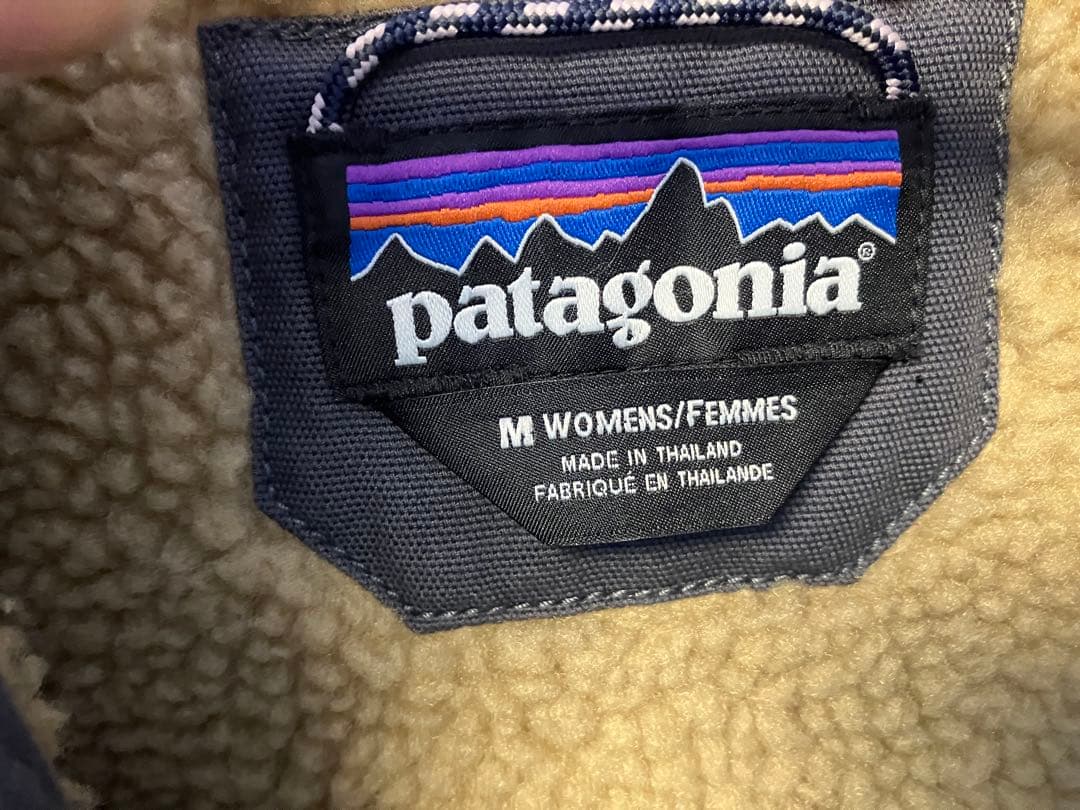 patagonia®
M WOMENS/FEMMES
MADE IN THAILAND
FABRIQUÉ EN THAILANDE